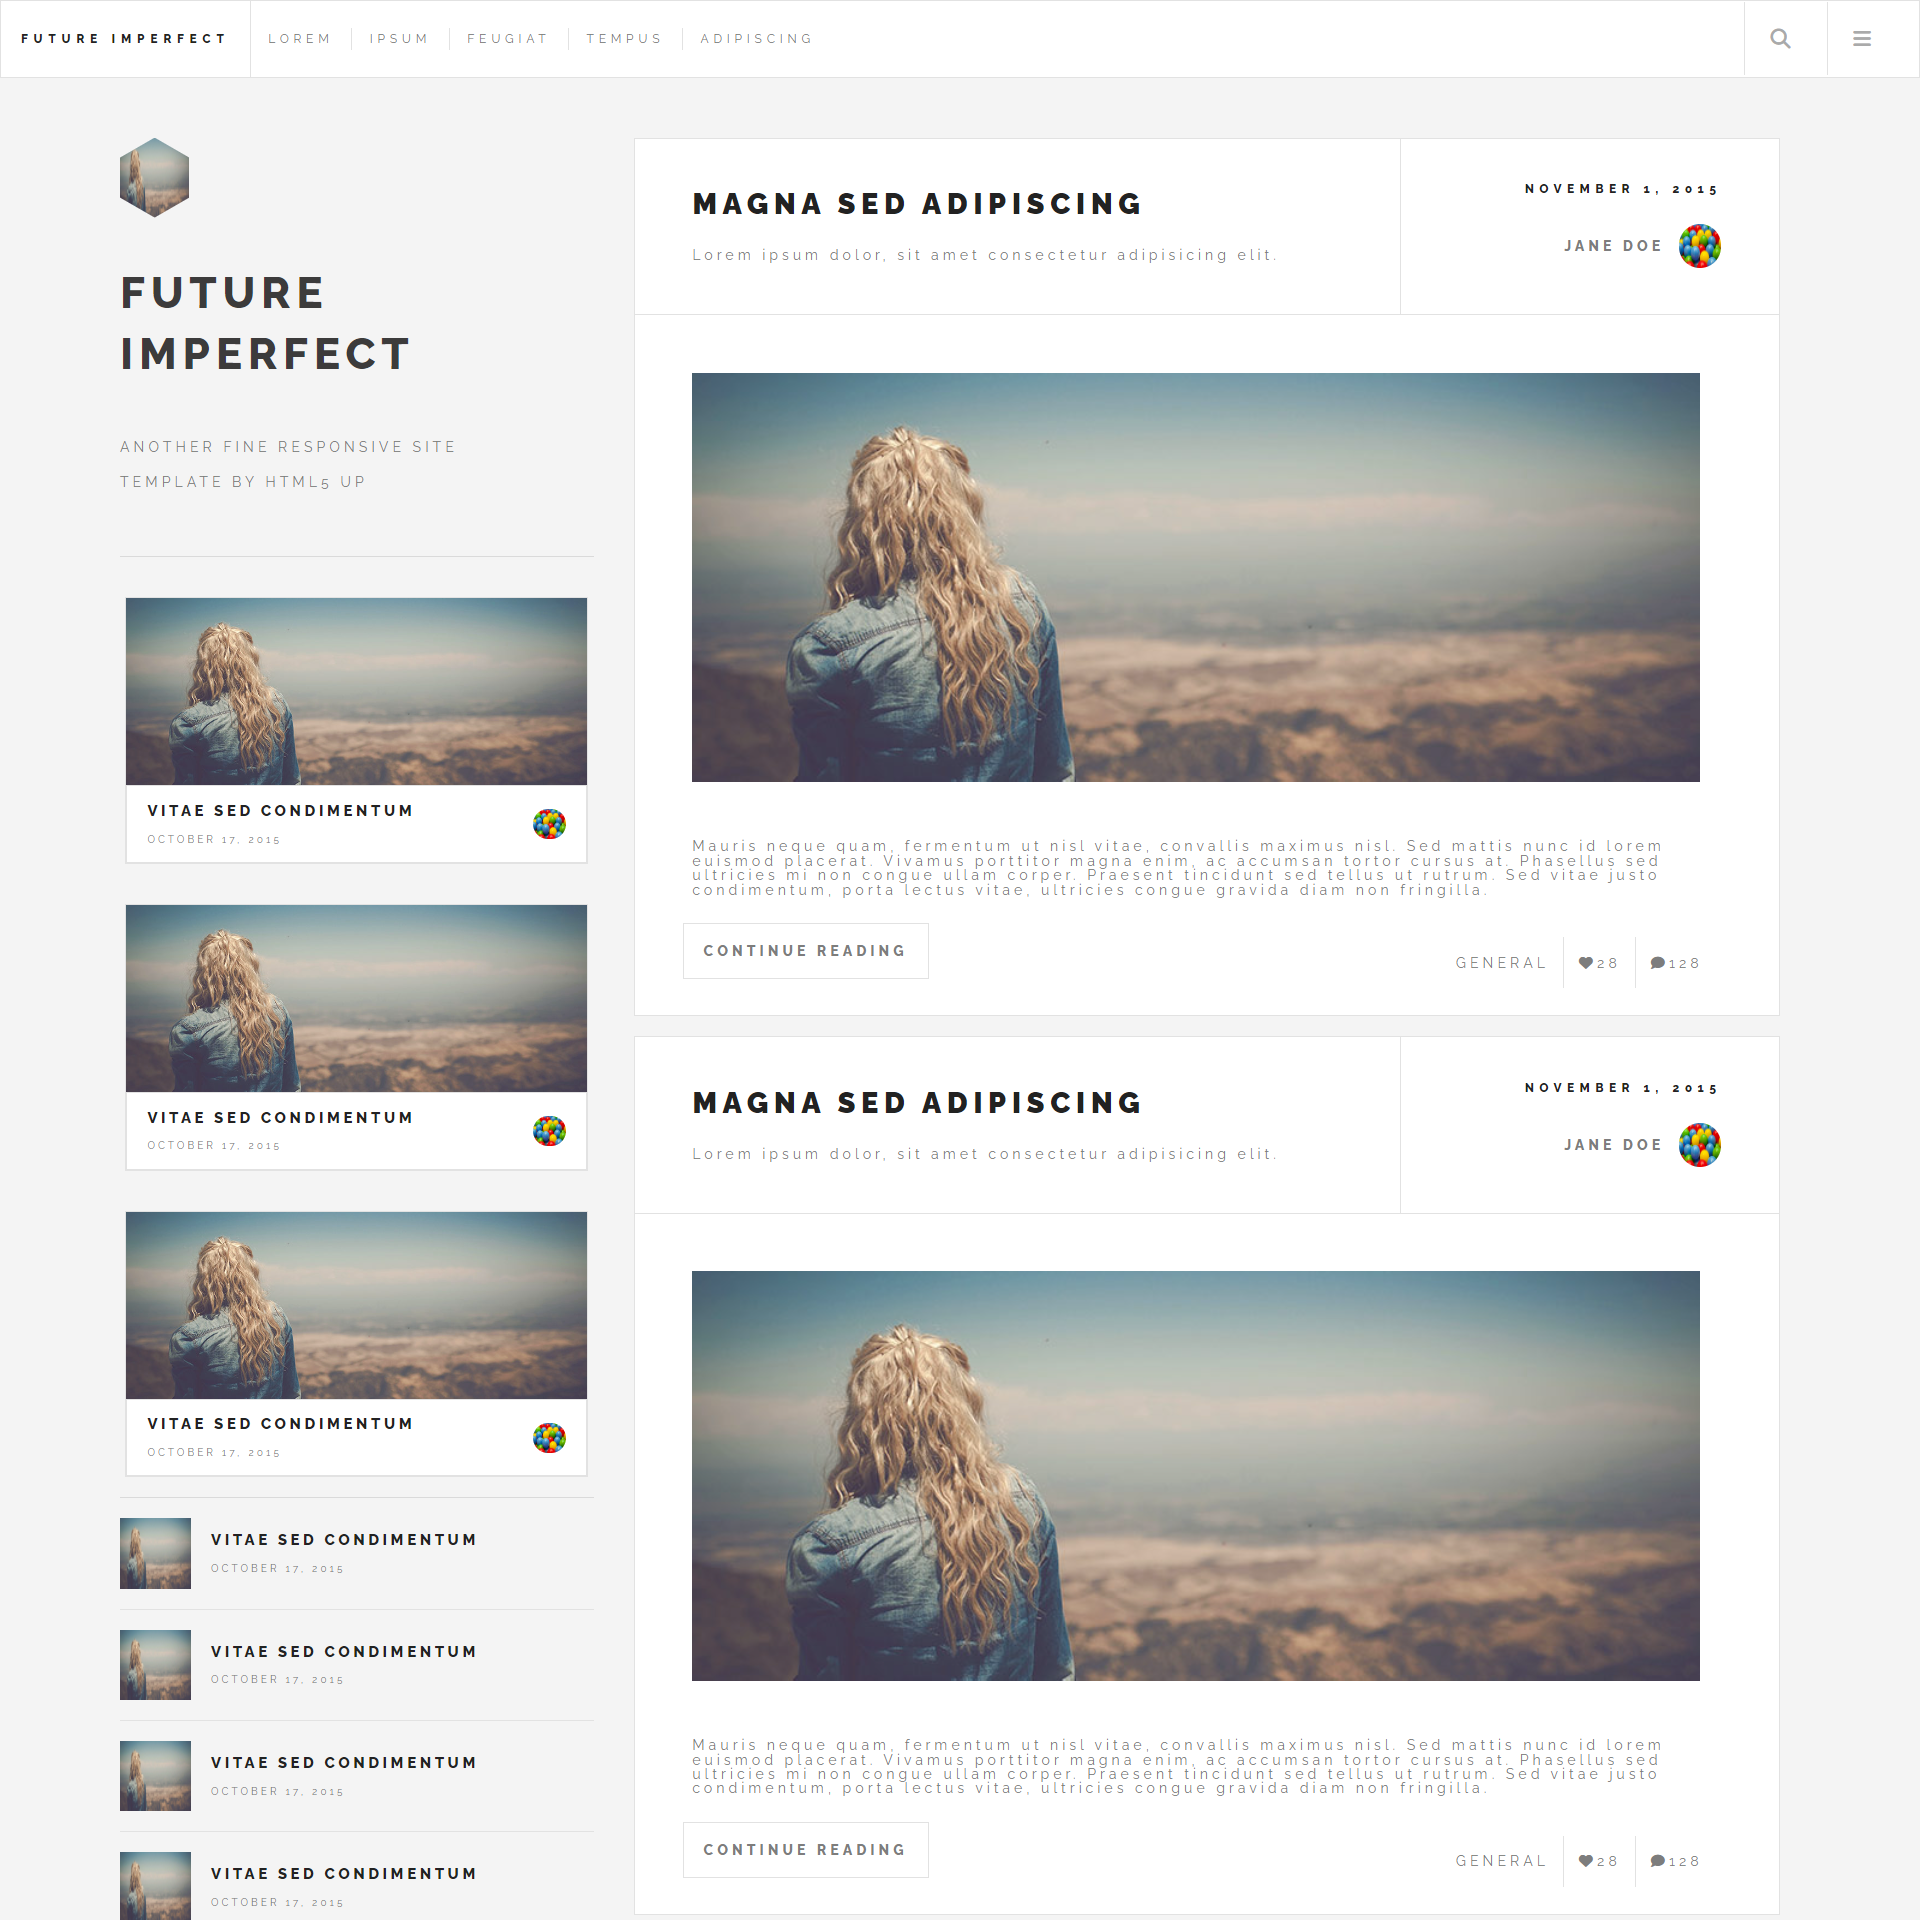 FUTURE IMPERFECT
LOREM
IPSUM
FEUGIAT
TEMPUS
ADIPISCING
FUTURE
IMPERFECT
ANOTHER FINE RESPONSIVE SITE
TEMPLATE BY HTML5 UP
VITAE SED CONDIMENTUM
OCTOBER 17, 2015
VITAE SED CONDIMENTUM
OCTOBER 17, 2015
VITAE SED CONDIMENTUM
OCTOBER 17, 2015
VITAE SED CONDIMENTUM
OCTOBER 17, 2015
VITAE SED CONDIMENTUM
OCTOBER 17, 2015
VITAE SED CONDIMENTUM
OCTOBER 17, 2015
VITAE SED CONDIMENTUM
OCTOBER 17, 2015
MAGNA SED ADIPISCING
Lorem ipsum dolor, sit amet consectetur adipisicing elit.
NOVEMBER 1, 2015
JANE DOE
Mauris neque quam, fermentum ut nisl vitae, convallis maximus nisl. Sed mattis nunc id lorem
euismod placerat. Vivamus porttitor magna enim, ac accumsan tortor cursus at. Phasellus sed
ultricies mi non congue ullam corper. Praesent tincidunt sed tellus ut rutrum. Sed vitae justo
condimentum, porta lectus vitae, ultricies congue gravida diam non fringilla.
CONTINUE READING
GENERAL
28
128
MAGNA SED ADIPISCING
Lorem ipsum dolor, sit amet consectetur adipisicing elit.
NOVEMBER 1, 2015
JANE DOE
Mauris neque quam, fermentum ut nisl vitae, convallis maximus nisl. Sed mattis nunc id lorem
euismod placerat. Vivamus porttitor magna enim, ac accumsan tortor cursus at. Phasellus sed
ultricies mi non congue ullam corper. Praesent tincidunt sed tellus ut rutrum. Sed vitae justo
condimentum, porta lectus vitae, ultricies congue gravida diam non fringilla.
CONTINUE READING
GENERAL
28
128